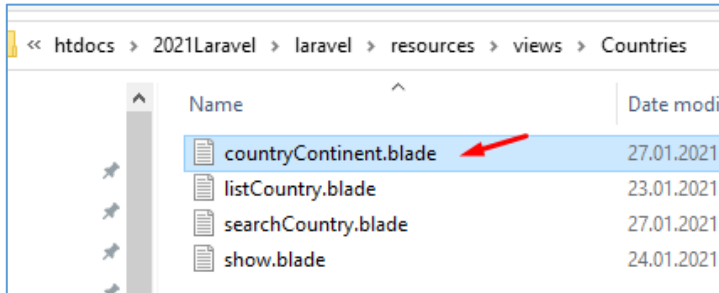 « htdocs > 2021Laravel > laravel > resources > views > Countries
Name Date modi
countryContinent.blade 27.01.2021
listCountry.blade 23.01.2021
searchCountry.blade 27.01.2021
show.blade 24.01.2021